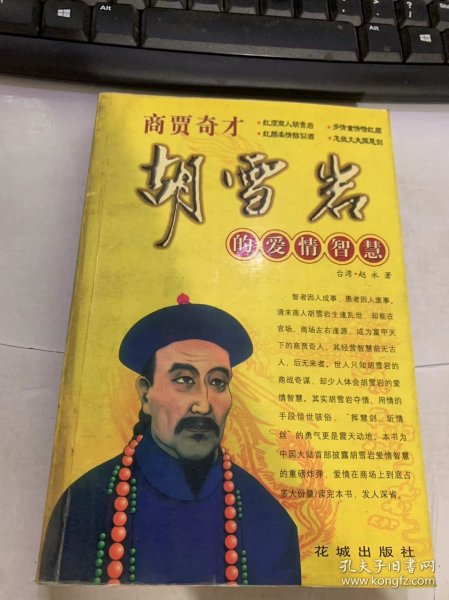 商贾奇才
★红顶商人胡雪岩 ★多情重情惜红颜
★红颜柔情醉似酒 ★怎敌丈夫挥慧剑
胡雪岩
的爱情智慧
台湾·赵永 著
智者因人成事,愚者因人废事。
清末商人胡雪岩生逢乱世,却能在
官场、商场左右逢源,成为富甲天
下的商贾奇人,其经营智慧前无古
人,后无来者。世人只知胡雪岩的
商战奇谋,却少人体会胡雪岩的爱
情智慧。其实胡雪岩夺情、用情的
手段惊世骇俗,“挥慧剑、斩情
丝”的勇气更是震天动地。本书为
中国大陆首部披露胡雪岩爱情智慧
的重磅炸弹,爱情在商场上到底占
多大份量?读完本书,发人深省。
花城出版社
孔夫子旧书网
www.kongfz.com